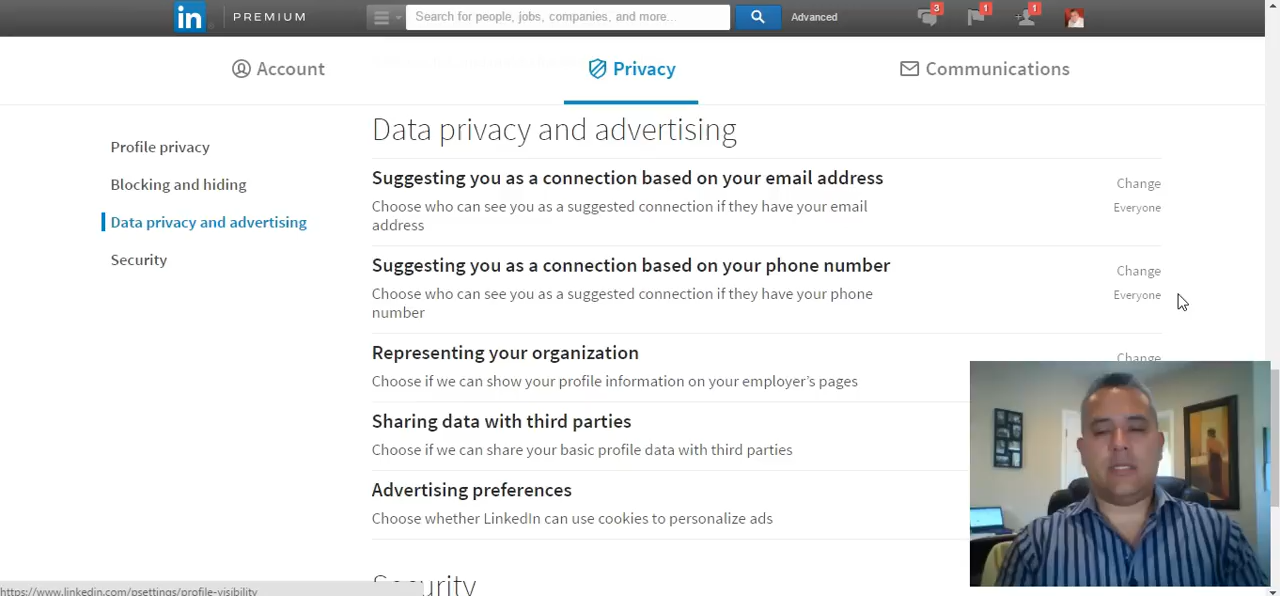 in PREMIUM Search for people, jobs, companies, and more... Advanced 3 1 1
Account Privacy Communications
Data privacy and advertising
Profile privacy
Blocking and hiding
Data privacy and advertising
Security
Suggesting you as a connection based on your email address
Change
Choose who can see you as a suggested connection if they have your email
address
Everyone
Suggesting you as a connection based on your phone number
Change
Choose who can see you as a suggested connection if they have your phone
number
Everyone
Representing your organization
Change
Choose if we can show your profile information on your employer's pages
Sharing data with third parties
Choose if we can share your basic profile data with third parties
Advertising preferences
Choose whether LinkedIn can use cookies to personalize ads
Security
https://www.linkedin.com/psettings/profile-visibility